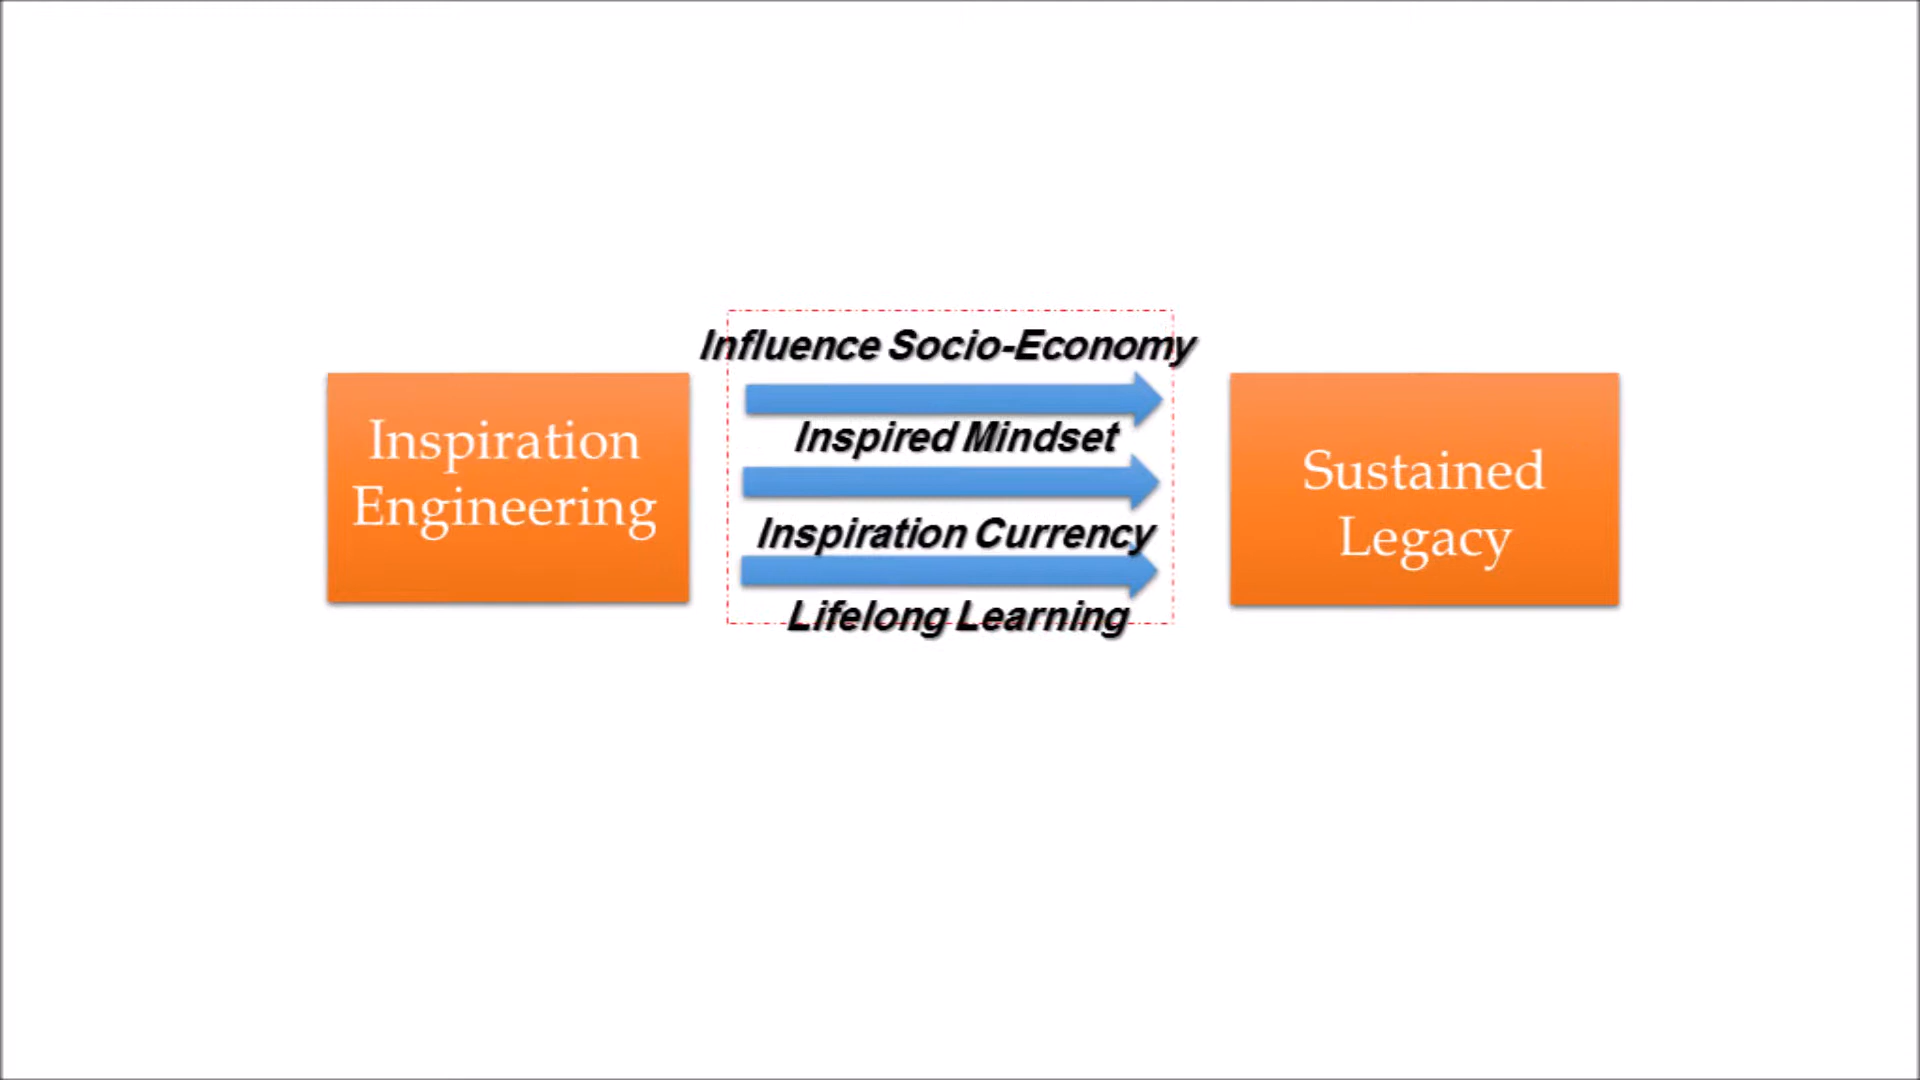 Inspiration
Engineering
Influence Socio-Economy
Inspired Mindset
Inspiration Currency
Lifelong Learning
Sustained
Legacy